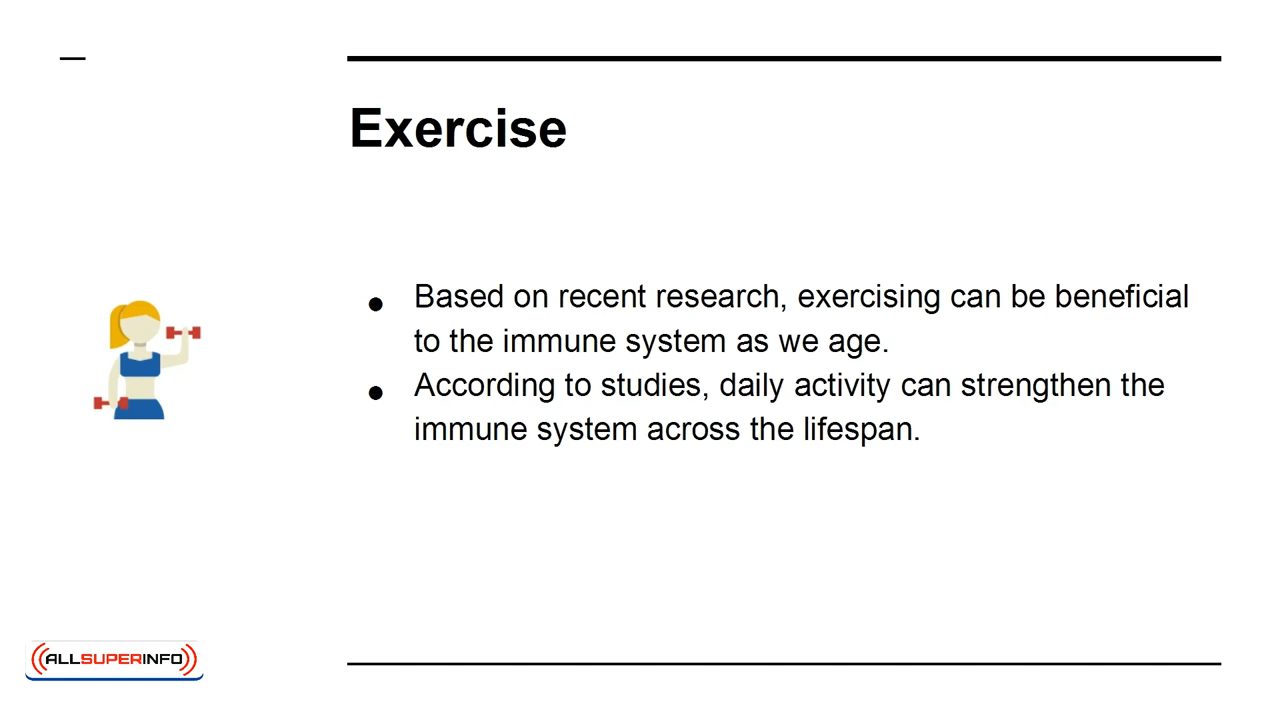 Exercise
● Based on recent research, exercising can be beneficial
to the immune system as we age.
● According to studies, daily activity can strengthen the
immune system across the lifespan.
ALLSUPERINFO